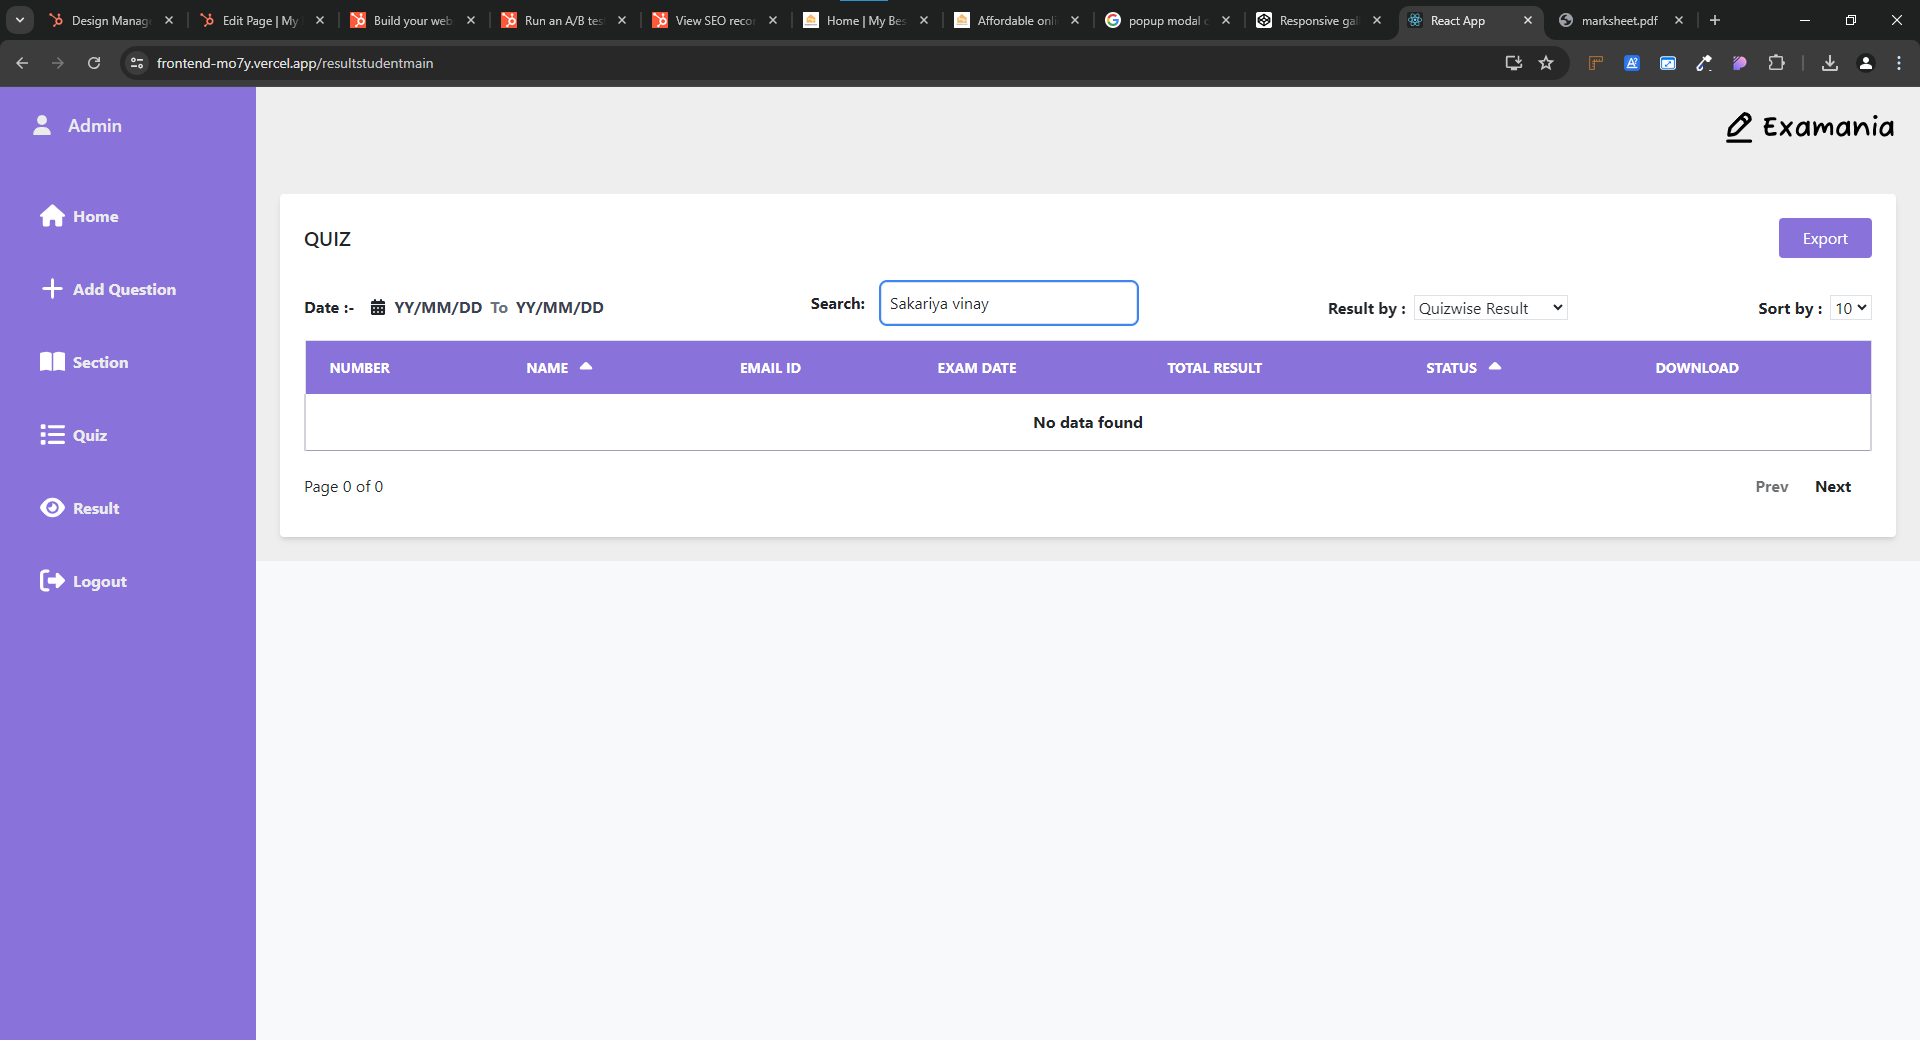 Design Manage
Edit Page | My
Build your web
Run an A/B tes
View SEO recor
Home | My Bes
Affordable onli
popup modal c
Responsive gal
React App
marksheet.pdf
frontend-mo7y.vercel.app/resultstudentmain
Admin
Examania
Home
Add Question
Section
Quiz
Result
Logout
QUIZ
Export
Date :- YY/MM/DD To YY/MM/DD
Search: Sakariya vinay
Result by : Quizwise Result
Sort by : 10
NUMBER NAME EMAIL ID EXAM DATE TOTAL RESULT STATUS DOWNLOAD
No data found
Page 0 of 0
Prev Next